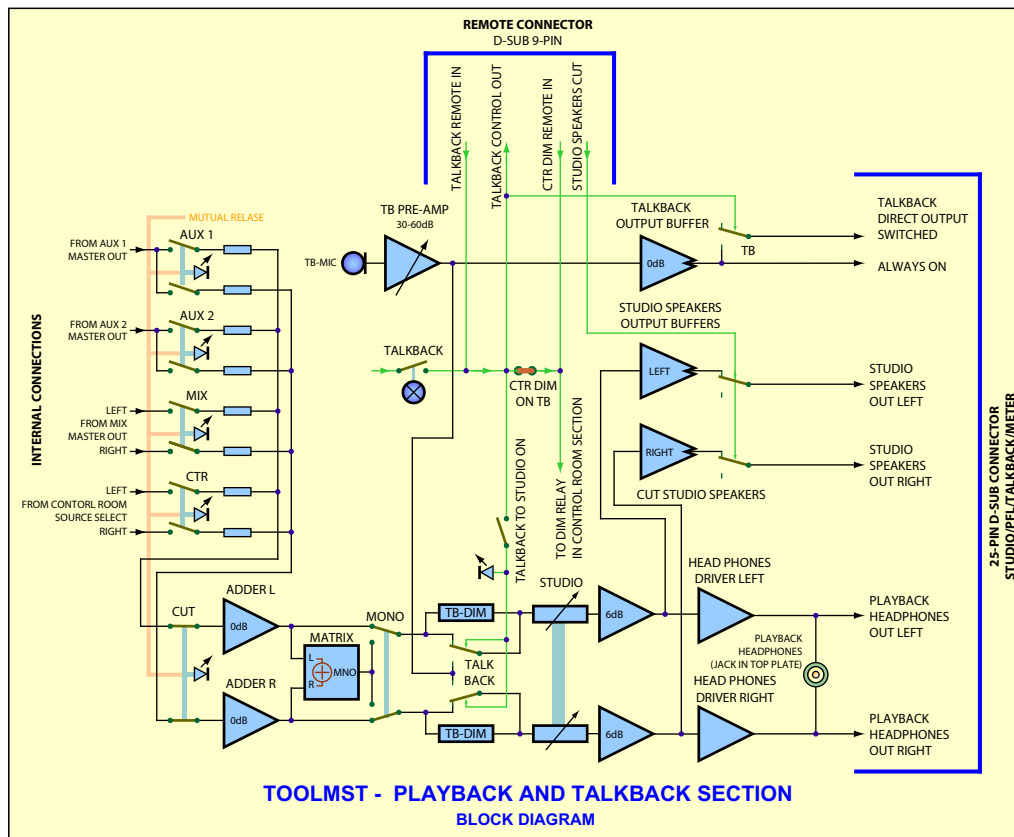 REMOTE CONNECTOR
D-SUB 9-PIN
TALKBACK REMOTE IN
TALKBACK CONTROL OUT
CTR DIM REMOTE IN
STUDIO SPEAKERS CUT
MUTUAL RELASE
AUX 1
FROM AUX 1
MASTER OUT
AUX 2
FROM AUX 2
MASTER OUT
MIX
LEFT
FROM MIX
MASTER OUT
RIGHT
CTR
LEFT
FROM CONTORL ROOM
SOURCE SELECT
RIGHT
INTERNAL CONNECTIONS
TB PRE-AMP
30-60dB
TB-MIC
TALKBACK
OUTPUT BUFFER
0dB
TB
TALKBACK
DIRECT OUTPUT
SWITCHED
ALWAYS ON
STUDIO SPEAKERS
OUTPUT BUFFERS
TALKBACK
CTR DIM
ON TB
LEFT
STUDIO
SPEAKERS
OUT LEFT
RIGHT
STUDIO
SPEAKERS
OUT RIGHT
CUT STUDIO SPEAKERS
TALKBACK TO STUDIO ON
TO DIM RELAY
IN CONTROL ROOM SECTION
25-PIN D-SUB CONNECTOR
STUDIO/PFL/TALKBACK/METER
CUT
ADDER L
0dB
MATRIX
L
R
MNO
MONO
ADDER R
0dB
TB-DIM
TALK
BACK
TB-DIM
STUDIO
6dB
6dB
HEAD PHONES
DRIVER LEFT
PLAYBACK
HEADPHONES
OUT LEFT
PLAYBACK
HEADPHONES
(JACK IN TOP PLATE)
HEAD PHONES
DRIVER RIGHT
PLAYBACK
HEADPHONES
OUT RIGHT
TOOLMST - PLAYBACK AND TALKBACK SECTION
BLOCK DIAGRAM